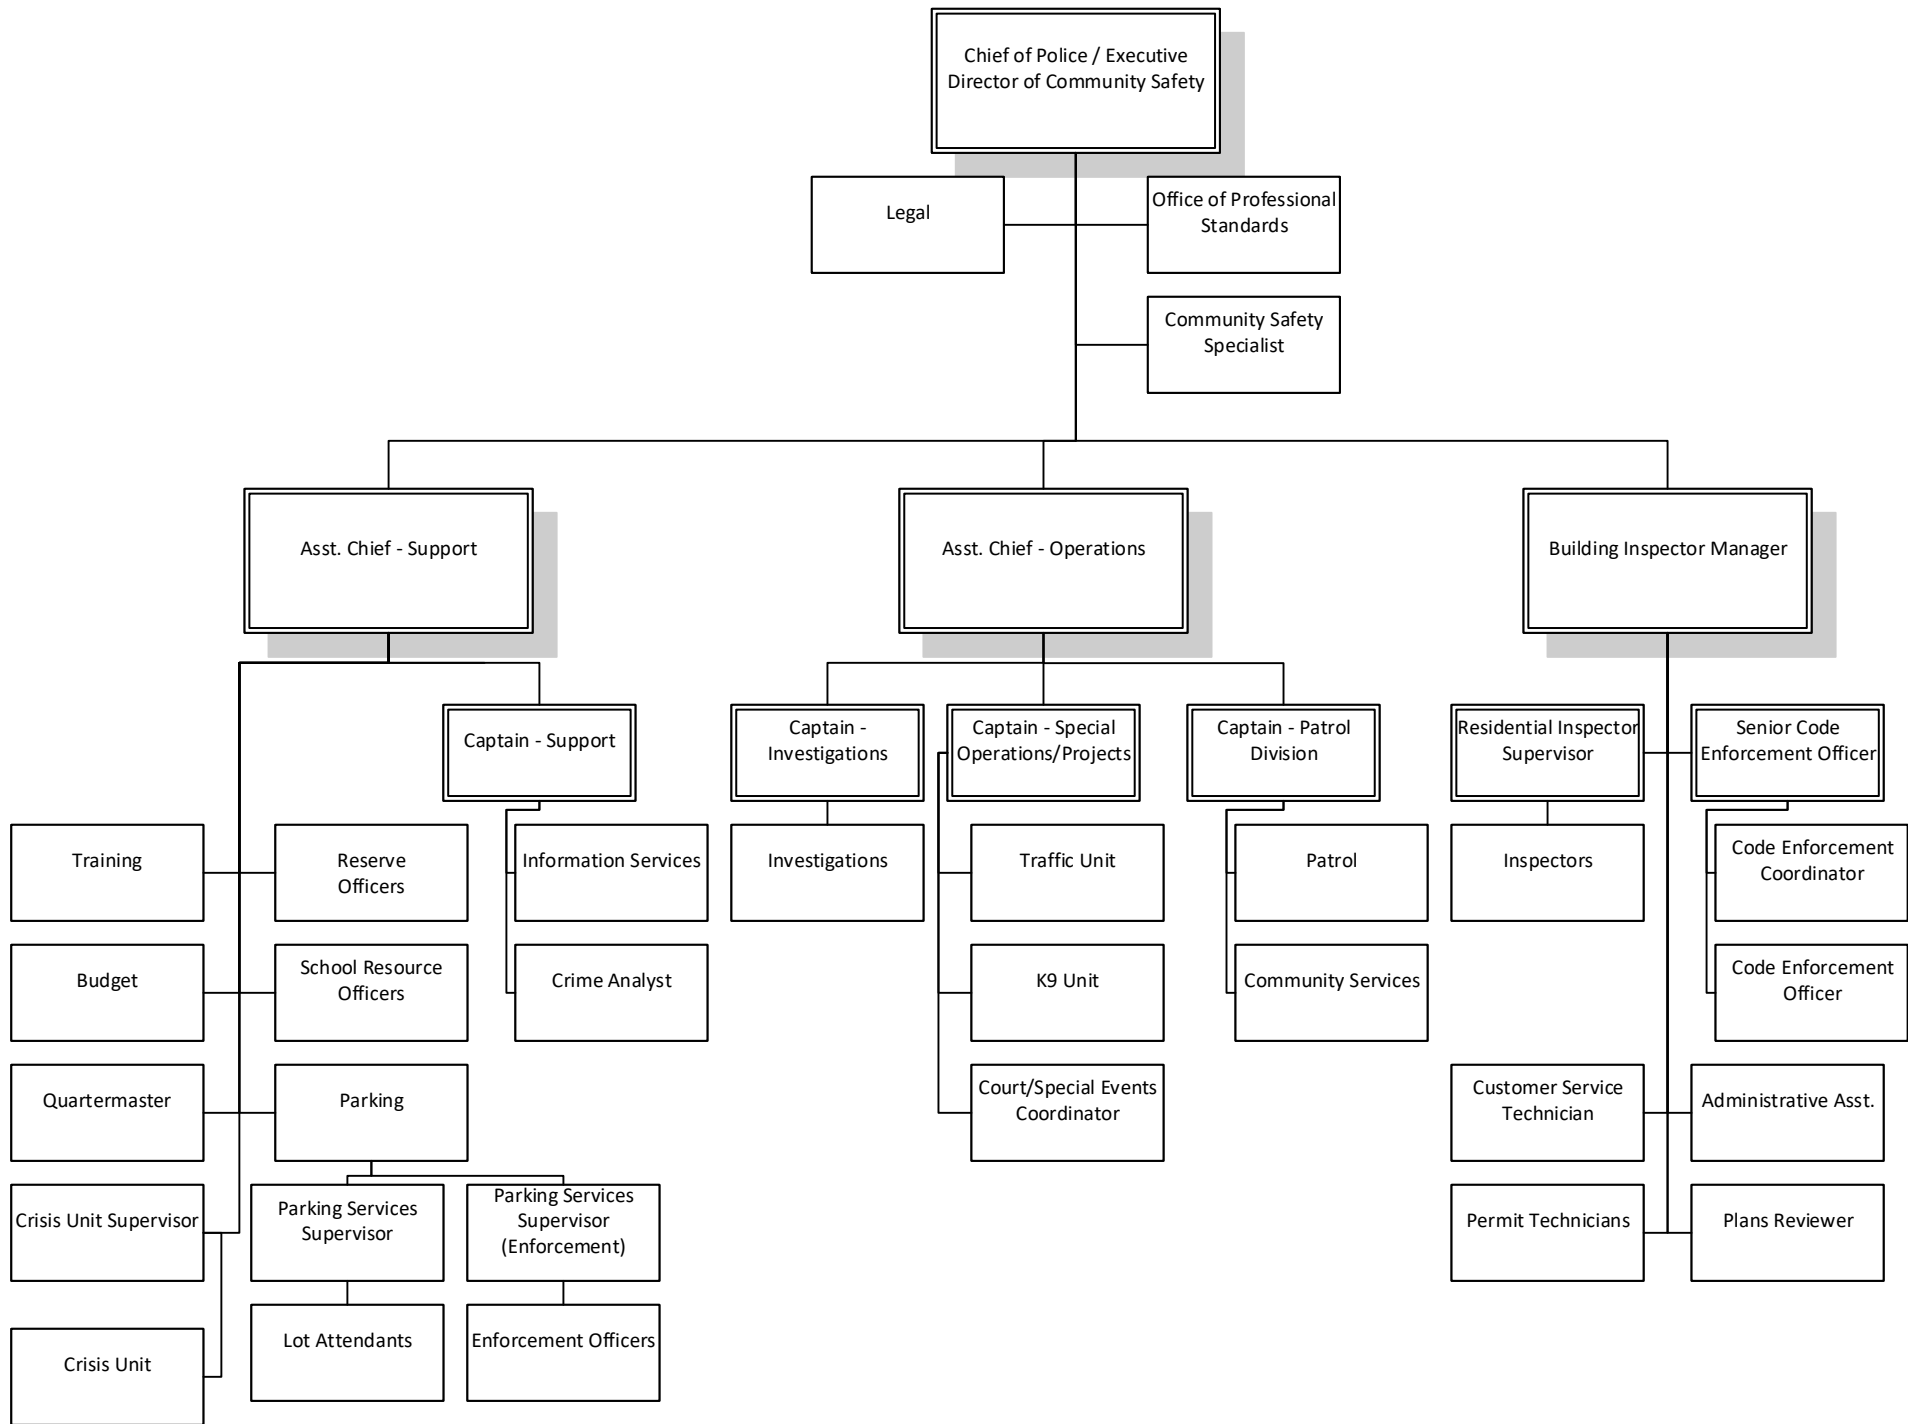 Chief of Police / Executive
Director of Community Safety
Legal
Office of Professional
Standards
Community Safety
Specialist
Asst. Chief - Support
Asst. Chief - Operations
Building Inspector Manager
Captain - Support
Captain -
Investigations
Captain - Special
Operations/Projects
Captain - Patrol
Division
Residential Inspector
Supervisor
Senior Code
Enforcement Officer
Training
Reserve
Officers
Information Services
Investigations
Traffic Unit
Patrol
Inspectors
Code Enforcement
Coordinator
Budget
School Resource
Officers
Crime Analyst
K9 Unit
Community Services
Code Enforcement
Officer
Quartermaster
Parking
Court/Special Events
Coordinator
Customer Service
Technician
Administrative Asst.
Crisis Unit Supervisor
Parking Services
Supervisor
Parking Services
Supervisor
(Enforcement)
Permit Technicians
Plans Reviewer
Crisis Unit
Lot Attendants
Enforcement Officers